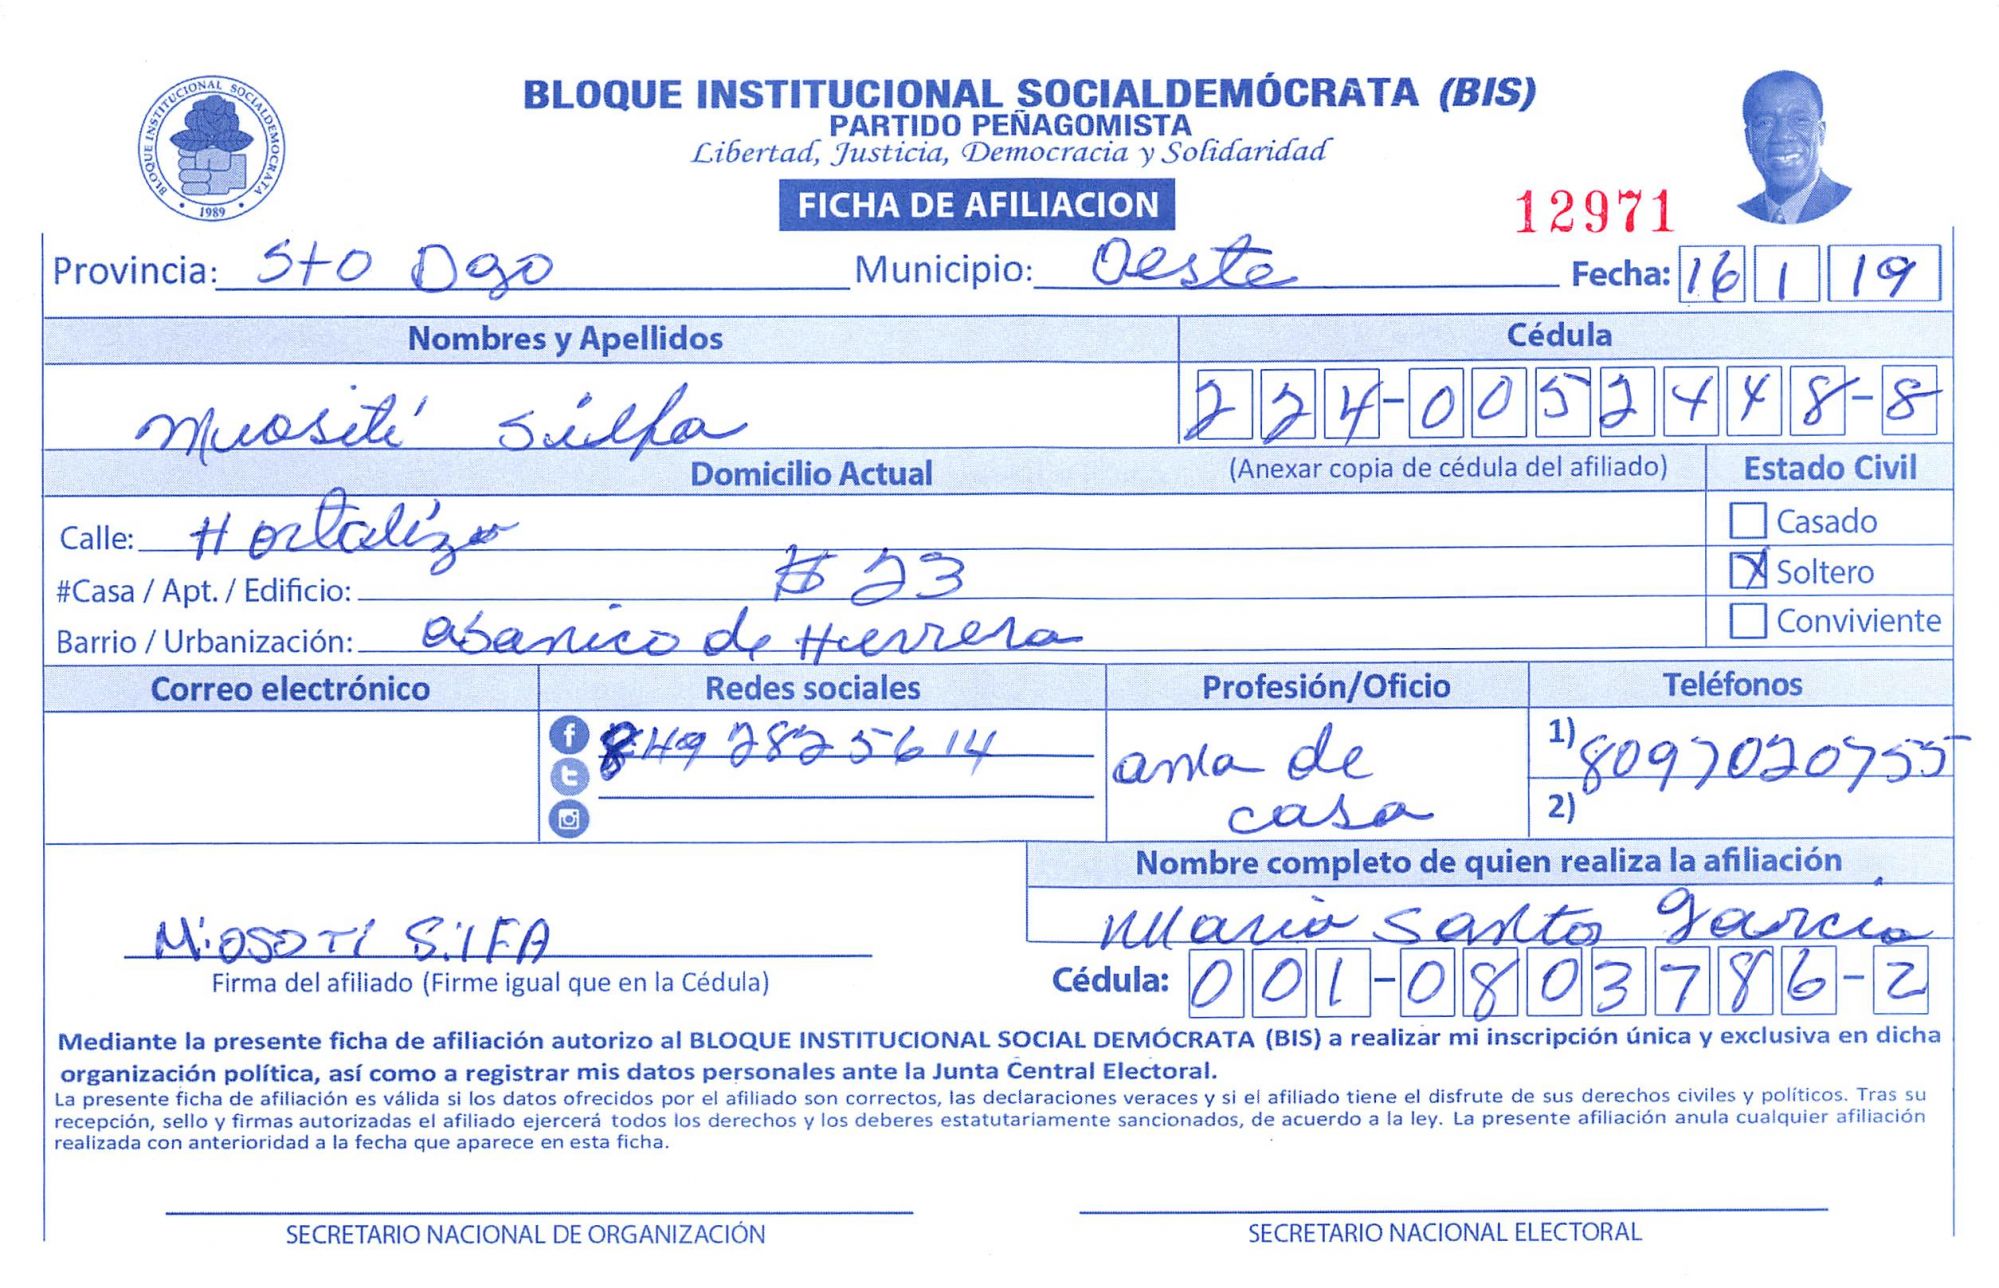 BLOQUE INSTITUCIONAL SOCIALDEMOCRATA
1989
BLOQUE INSTITUCIONAL SOCIALDEMÓCRATA (BIS)
PARTIDO PEÑAGOMISTA
Libertad, Justicia, Democracia y Solidaridad
FICHA DE AFILIACION
12971
Provincia: Sto Dgo Municipio: Oeste Fecha: 16 1 19
Nombres y Apellidos Cédula
224-0052448-8
Domicilio Actual (Anexar copia de cédula del afiliado) Estado Civil
Calle: Hortaliza Casado
#Casa / Apt. / Edificio: # 23 X Soltero
Barrio / Urbanización: abanico de Herrera Conviviente
Correo electrónico Redes sociales Profesión/Oficio Teléfonos
8497825614 ama de casa 1) 8097020755
2)
Nombre completo de quien realiza la afiliación
Maria Santos Garcia
MiOSOTI SiLFA
Firma del afiliado (Firme igual que en la Cédula) Cédula: 001-0803786-2
Mediante la presente ficha de afiliación autorizo al BLOQUE INSTITUCIONAL SOCIAL DEMÓCRATA (BIS) a realizar mi inscripción única y exclusiva en dicha
organización política, así como a registrar mis datos personales ante la Junta Central Electoral.
La presente ficha de afiliación es válida si los datos ofrecidos por el afiliado son correctos, las declaraciones veraces y si el afiliado tiene el disfrute de sus derechos civiles y políticos. Tras su
recepción, sello y firmas autorizadas el afiliado ejercerá todos los derechos y los deberes estatutariamente sancionados, de acuerdo a la ley. La presente afiliación anula cualquier afiliación
realizada con anterioridad a la fecha que aparece en esta ficha.
SECRETARIO NACIONAL DE ORGANIZACIÓN SECRETARIO NACIONAL ELECTORAL